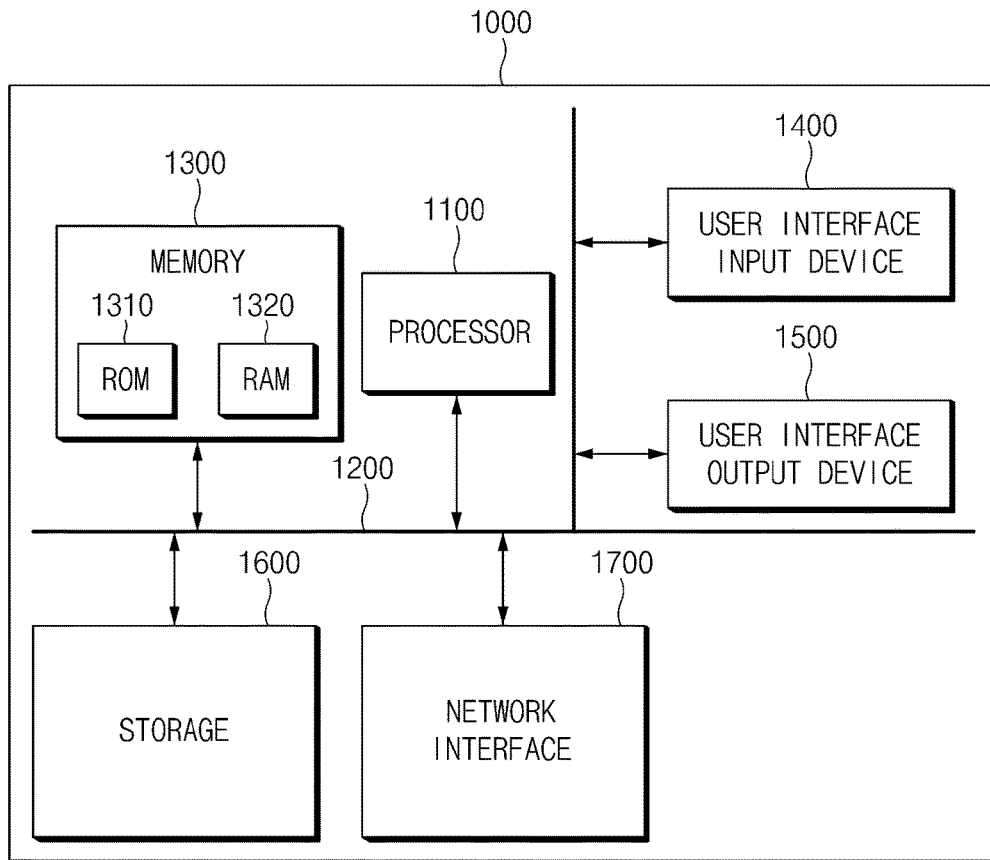 1000
1300
MEMORY
1310
ROM
1320
RAM
1100
PROCESSOR
1400
USER INTERFACE
INPUT DEVICE
1500
USER INTERFACE
OUTPUT DEVICE
1200
1600
STORAGE
1700
NETWORK
INTERFACE